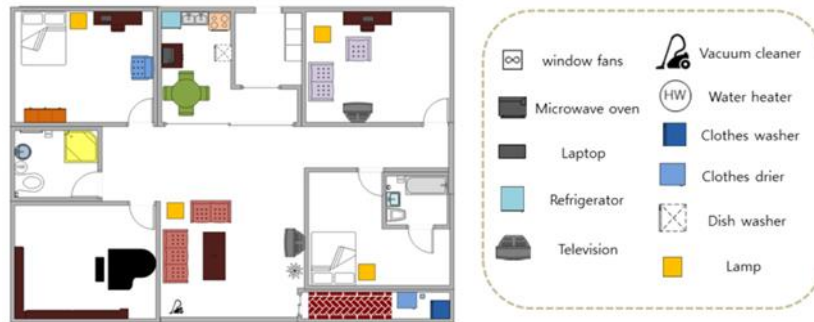 window fans
Microwave oven
Laptop
Refrigerator
Television
Vacuum cleaner
HW
Water heater
Clothes washer
Clothes drier
Dish washer
Lamp